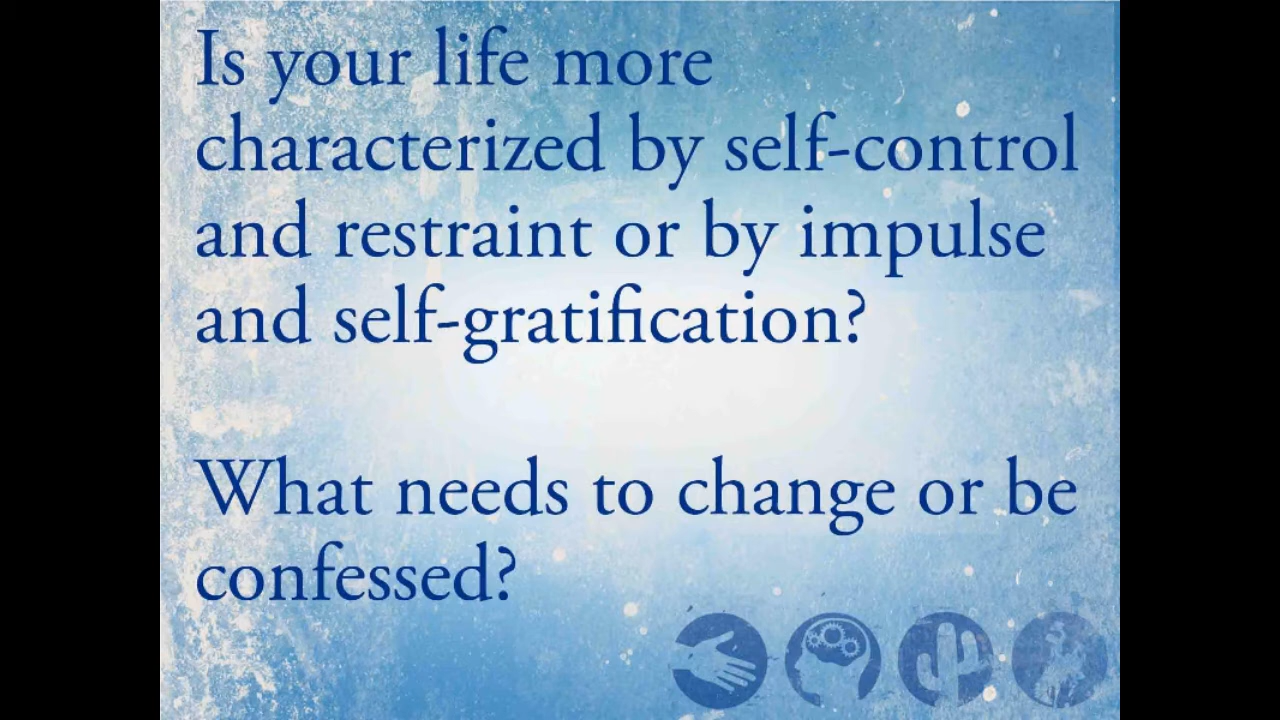 Is your life more
characterized by self-control
and restraint or by impulse
and self-gratification?
What needs to change or be
confessed?